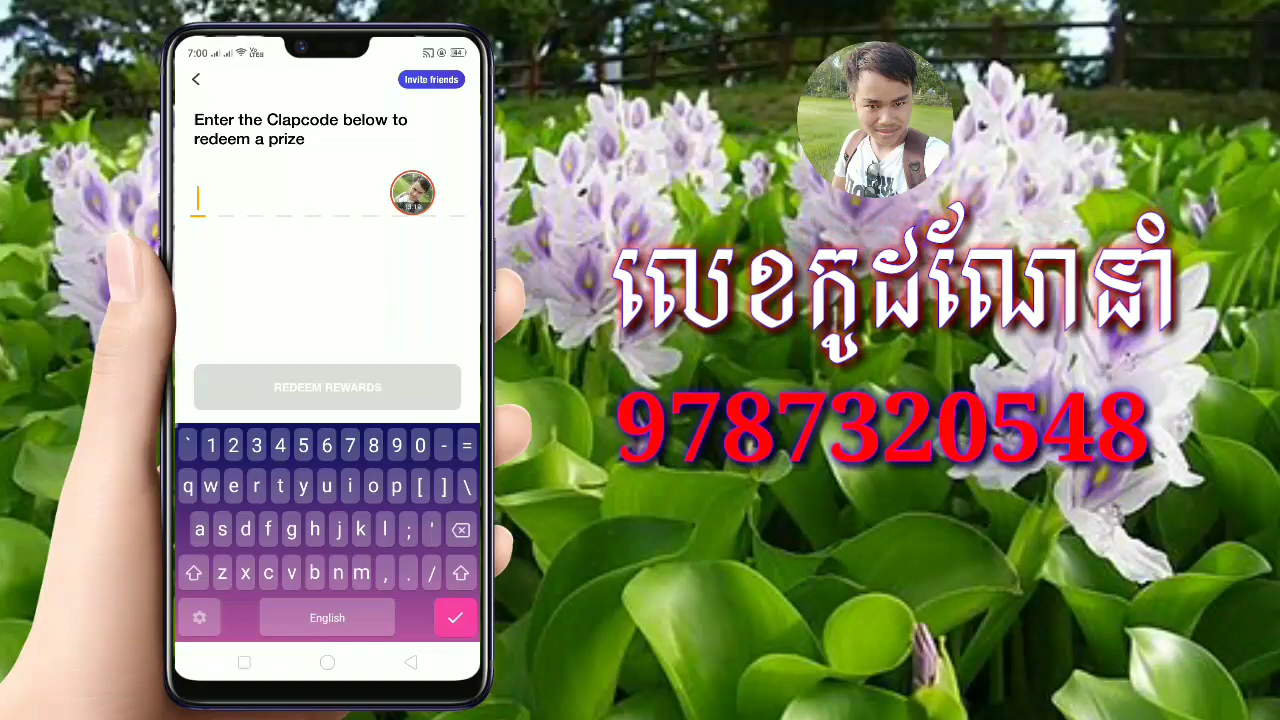 7:00
44
Invite friends
Enter the Clapcode below to
redeem a prize
REDEEM REWARDS
` 1 2 3 4 5 6 7 8 9 0 - =
q w e r t y u i o p [ ] \
a s d f g h j k l ; '
z x c v b n m , . /
English
លេខកូដណែនាំ
9787320548